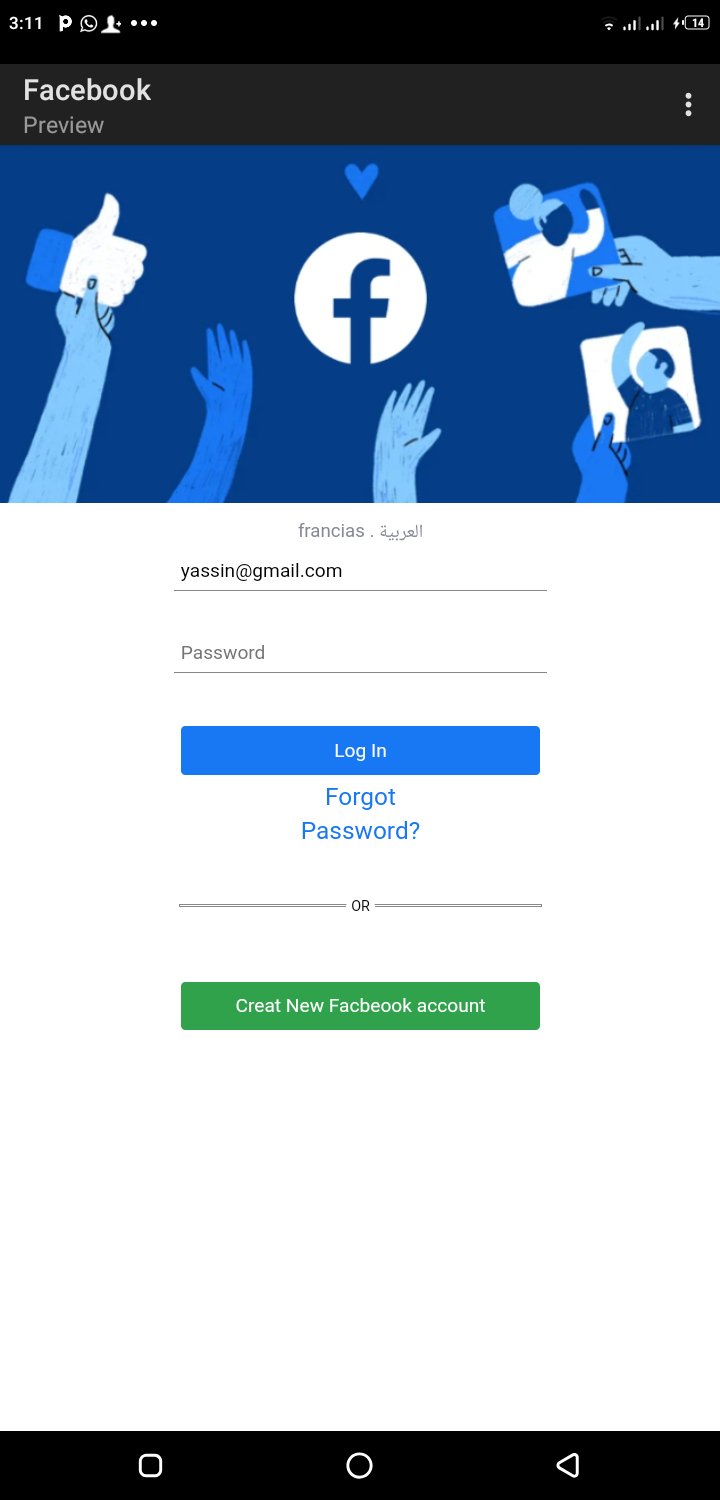 3:11
14
Facebook
Preview
francias . العربية
yassin@gmail.com
Password
Log In
Forgot
Password?
OR
Creat New Facbeook account